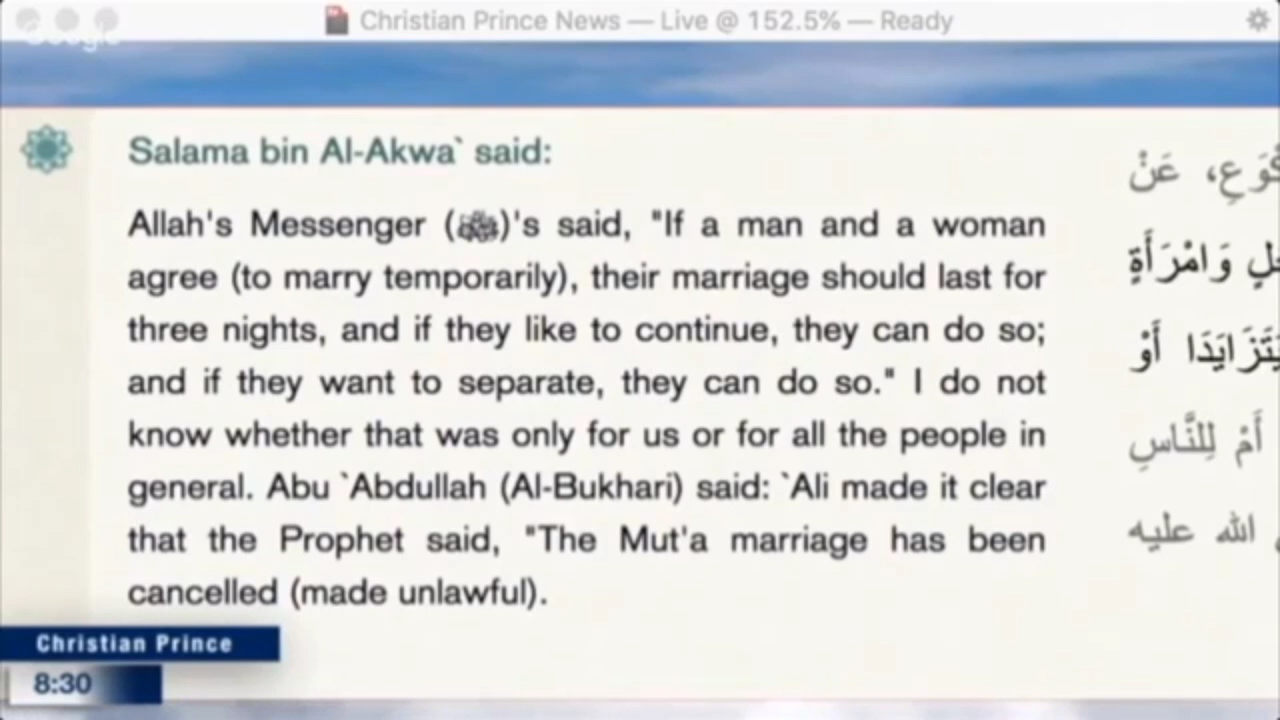 Christian Prince News — Live @ 152.5% — Ready
Google
Salama bin Al-Akwa` said:
Allah's Messenger (ﷺ)'s said, "If a man and a woman
agree (to marry temporarily), their marriage should last for
three nights, and if they like to continue, they can do so;
and if they want to separate, they can do so." I do not
know whether that was only for us or for all the people in
general. Abu `Abdullah (Al-Bukhari) said: `Ali made it clear
that the Prophet said, "The Mut'a marriage has been
cancelled (made unlawful).
عَنْ
وَامْرَأَةٍ
أَوْ
أَمْ لِلنَّاسِ
الله عليه
Christian Prince
8:30